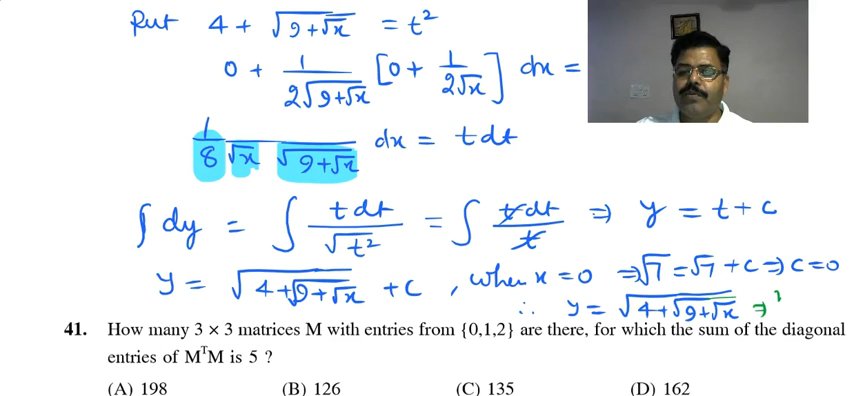 Put 4 + √(9+√x) = t²
0 + 1/(2√(9+√x)) [0 + 1/(2√x)] dx =
1/(8 √x √(9+√x)) dx = t dt
∫ dy = ∫ t dt/√t² = ∫ t dt/t ⇒ y = t + c
y = √(4+√(9+√x)) + c , when x = 0 ⇒ √7 = √7 + c ⇒ c = 0
∴ y = √(4+√(9+√x)) ⇒
41. How many 3 × 3 matrices M with entries from {0,1,2} are there, for which the sum of the diagonal
entries of MᵀM is 5 ?
(A) 198 (B) 126 (C) 135 (D) 162